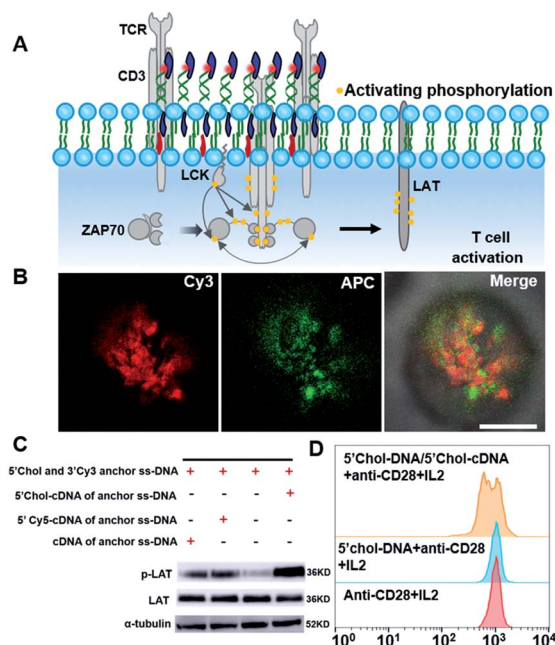 A
TCR
CD3
Activating phosphorylation
LCK
LAT
ZAP70
T cell
activation
B
Cy3
APC
Merge
C
5'Chol and 3'Cy3 anchor ss-DNA + + + +
5'Chol-cDNA of anchor ss-DNA - - - +
5' Cy5-cDNA of anchor ss-DNA - + - -
cDNA of anchor ss-DNA + - - -
p-LAT 36KD
LAT 36KD
α-tubulin 52KD
D
5'Chol-DNA/5'Chol-cDNA
+anti-CD28+IL2
5'chol-DNA+anti-CD28
+IL2
Anti-CD28+IL2
10⁰ 10¹ 10² 10³ 10⁴